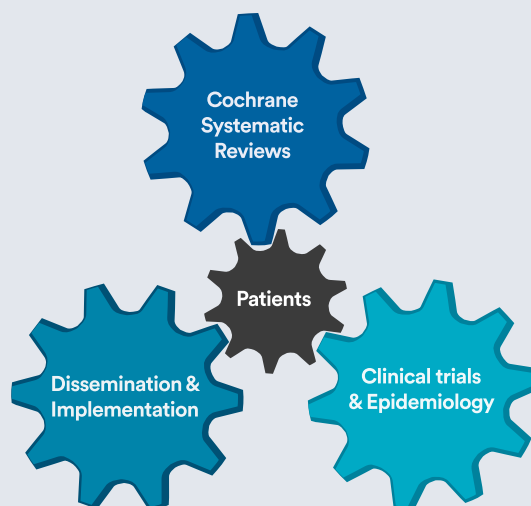 Cochrane
Systematic
Reviews
Patients
Dissemination &
Implementation
Clinical trials
& Epidemiology